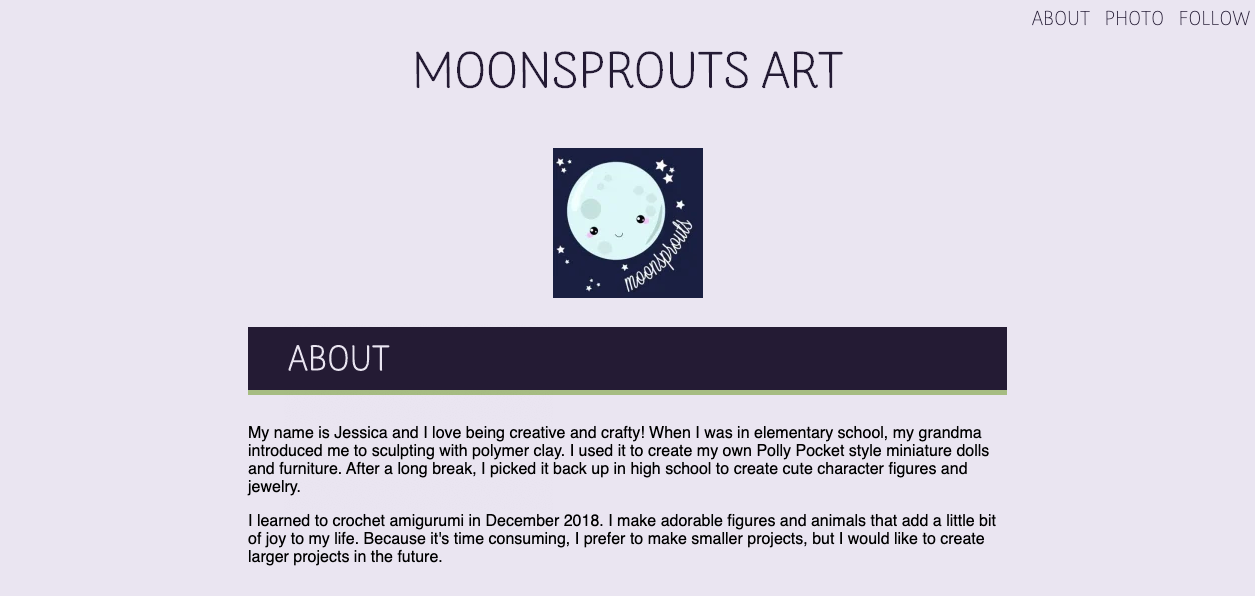 ABOUT PHOTO FOLLOW
MOONSPROUTS ART
moonsprouts
ABOUT
My name is Jessica and I love being creative and crafty! When I was in elementary school, my grandma
introduced me to sculpting with polymer clay. I used it to create my own Polly Pocket style miniature dolls
and furniture. After a long break, I picked it back up in high school to create cute character figures and
jewelry.
I learned to crochet amigurumi in December 2018. I make adorable figures and animals that add a little bit
of joy to my life. Because it's time consuming, I prefer to make smaller projects, but I would like to create
larger projects in the future.